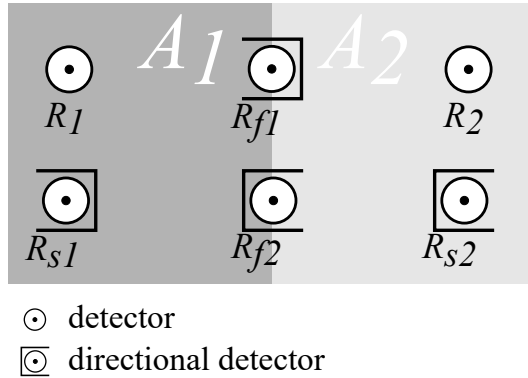 A1 A2
R1 Rf1 R2
Rs1 Rf2 Rs2
detector
directional detector